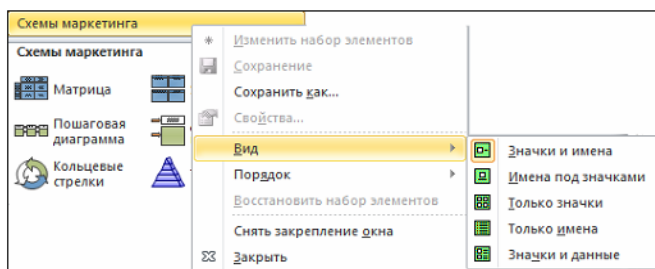 Схемы маркетинга
Схемы маркетинга
Матрица
Пошаговая
диаграмма
Кольцевые
стрелки
Изменить набор элементов
Сохранение
Сохранить как...
Свойства...
Вид
Порядок
Восстановить набор элементов
Снять закрепление окна
Закрыть
Значки и имена
Имена под значками
Только значки
Только имена
Значки и данные